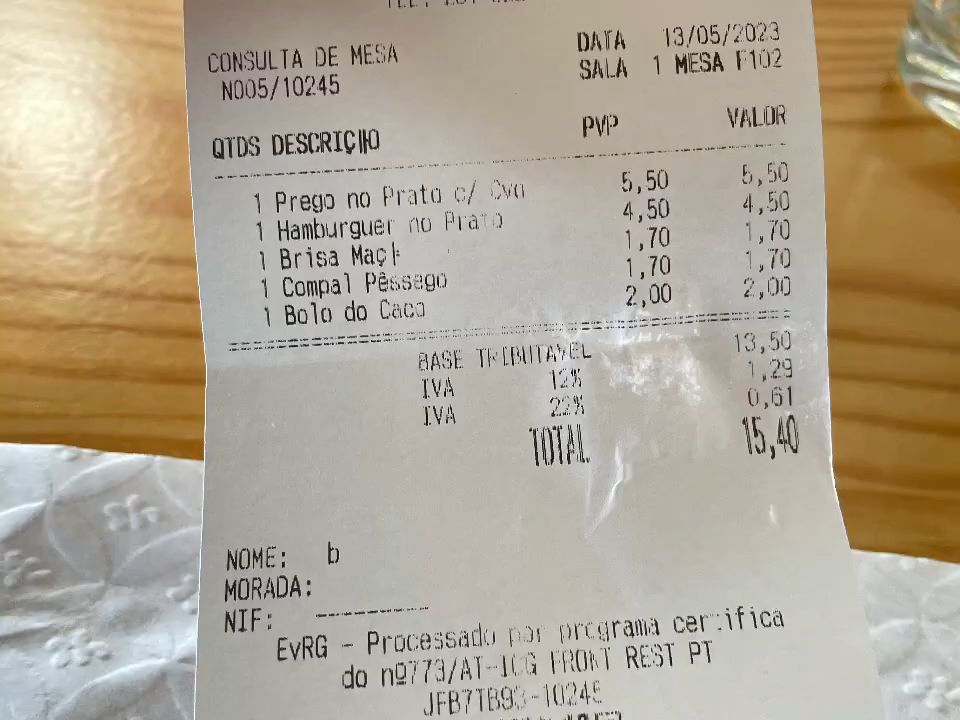 CONSULTA DE MESA
N005/10245
DATA 13/05/2023
SALA 1 MESA F102
QTDS DESCRIÇÃO PVP VALOR
1 Prego no Prato c/ Ovo 5,50 5,50
1 Hamburguer no Prato 4,50 4,50
1 Brisa Maçã 1,70 1,70
1 Compal Pêssego 1,70 1,70
1 Bolo do Caco 2,00 2,00
BASE TRIBUTAVEL 13,50
IVA 12% 1,29
IVA 22% 0,61
TOTAL 15,40
NOME: b
MORADA:
NIF:
EvRG - Processado por programa certifica
do nº773/AT-ICG FRONT REST PT
JFB7TB93-10245